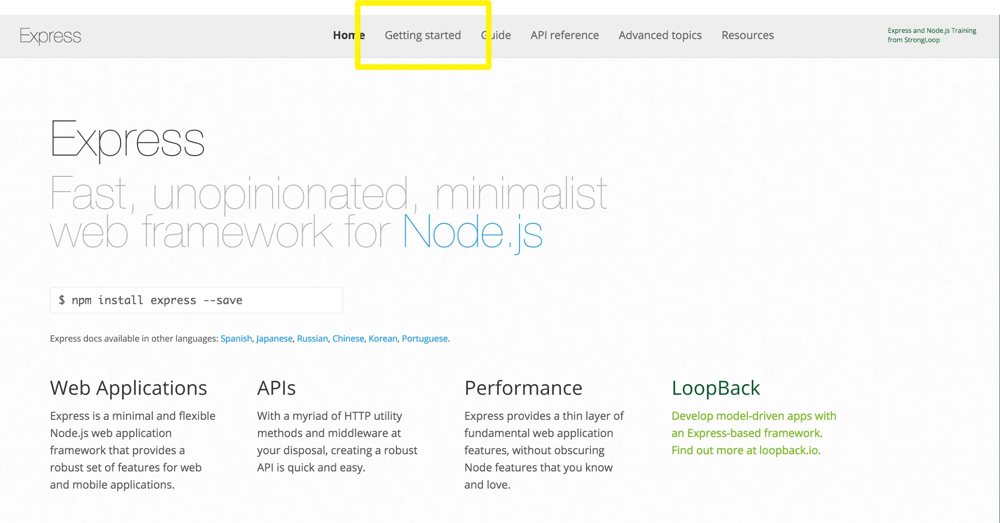 Express
Home Getting started Guide API reference Advanced topics Resources
Express and Node.js Training
from StrongLoop
Express
Fast, unopinionated, minimalist
web framework for Node.js
$ npm install express --save
Express docs available in other languages: Spanish, Japanese, Russian, Chinese, Korean, Portuguese.
Web Applications
Express is a minimal and flexible
Node.js web application
framework that provides a
robust set of features for web
and mobile applications.
APIs
With a myriad of HTTP utility
methods and middleware at
your disposal, creating a robust
API is quick and easy.
Performance
Express provides a thin layer of
fundamental web application
features, without obscuring
Node features that you know
and love.
LoopBack
Develop model-driven apps with
an Express-based framework.
Find out more at loopback.io.